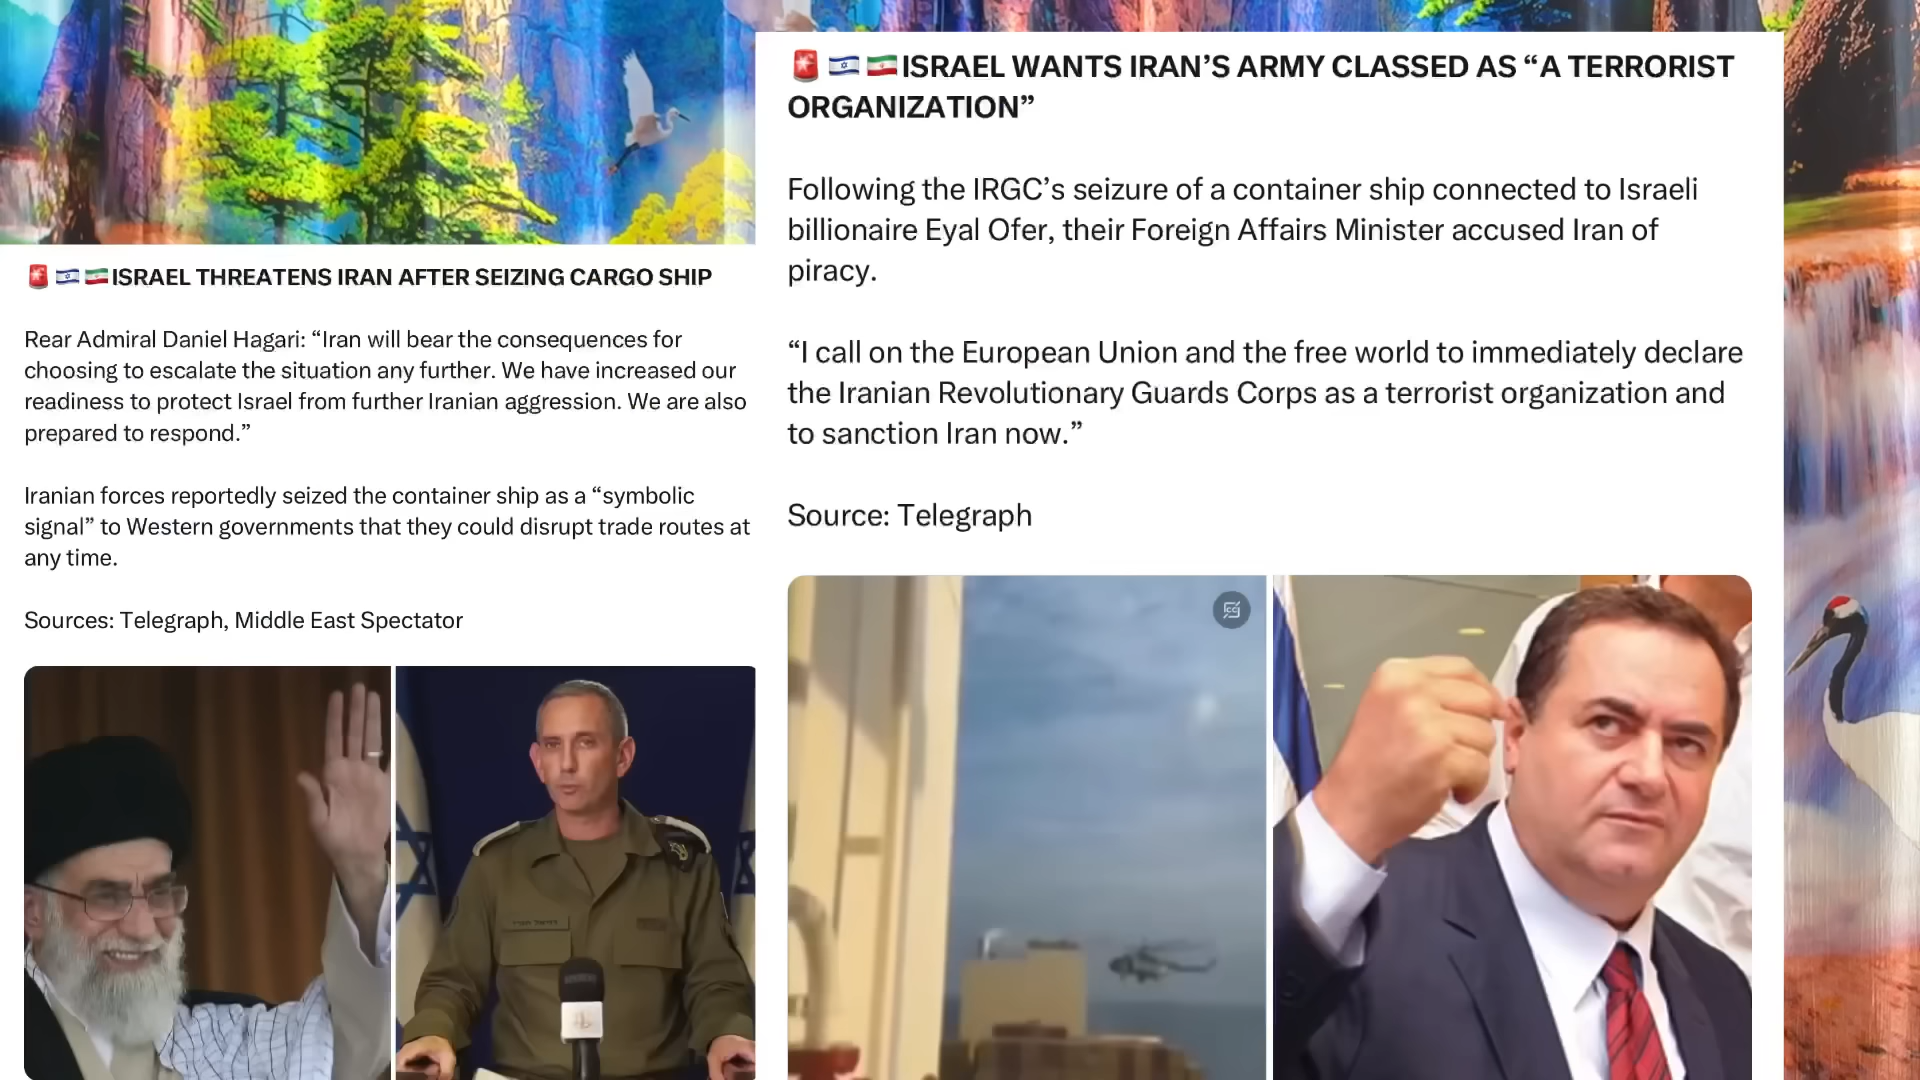 🚨🇮🇱🇮🇷ISRAEL THREATENS IRAN AFTER SEIZING CARGO SHIP
Rear Admiral Daniel Hagari: “Iran will bear the consequences for
choosing to escalate the situation any further. We have increased our
readiness to protect Israel from further Iranian aggression. We are also
prepared to respond.”
Iranian forces reportedly seized the container ship as a “symbolic
signal” to Western governments that they could disrupt trade routes at
any time.
Sources: Telegraph, Middle East Spectator
🚨🇮🇱🇮🇷ISRAEL WANTS IRAN’S ARMY CLASSED AS “A TERRORIST
ORGANIZATION”
Following the IRGC’s seizure of a container ship connected to Israeli
billionaire Eyal Ofer, their Foreign Affairs Minister accused Iran of
piracy.
“I call on the European Union and the free world to immediately declare
the Iranian Revolutionary Guards Corps as a terrorist organization and
to sanction Iran now.”
Source: Telegraph